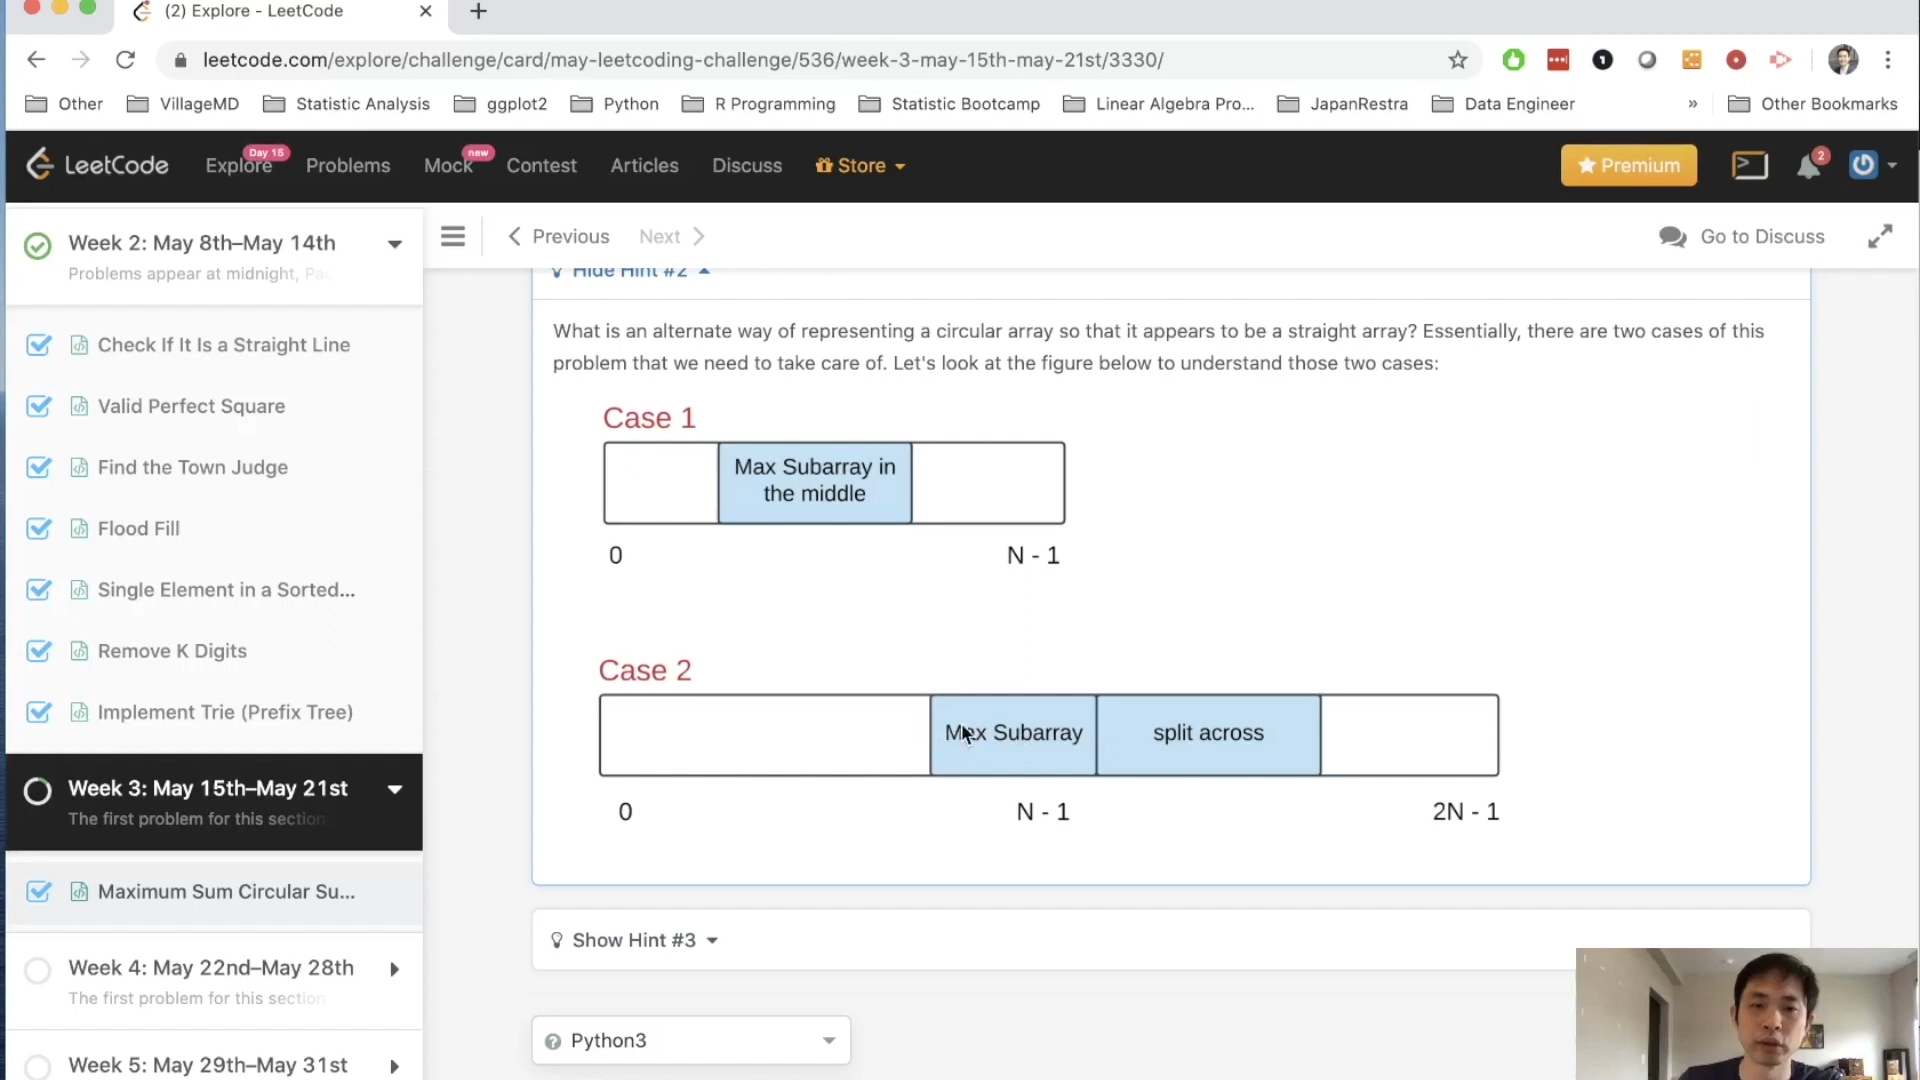 (2) Explore - LeetCode
leetcode.com/explore/challenge/card/may-leetcoding-challenge/536/week-3-may-15th-may-21st/3330/
Other VillageMD Statistic Analysis ggplot2 Python R Programming Statistic Bootcamp Linear Algebra Pro... JapanRestra Data Engineer » Other Bookmarks
LeetCode Explore Day 15 Problems Mock new Contest Articles Discuss Store Premium 2
Week 2: May 8th–May 14th
Problems appear at midnight, Pa
Check If It Is a Straight Line
Valid Perfect Square
Find the Town Judge
Flood Fill
Single Element in a Sorted...
Remove K Digits
Implement Trie (Prefix Tree)
Week 3: May 15th–May 21st
The first problem for this section
Maximum Sum Circular Su...
Week 4: May 22nd–May 28th
The first problem for this section
Week 5: May 29th–May 31st
Previous Next Go to Discuss
Hide Hint #2
What is an alternate way of representing a circular array so that it appears to be a straight array? Essentially, there are two cases of this
problem that we need to take care of. Let's look at the figure below to understand those two cases:
Case 1
Max Subarray in
the middle
0 N - 1
Case 2
Max Subarray split across
0 N - 1 2N - 1
Show Hint #3
Python3